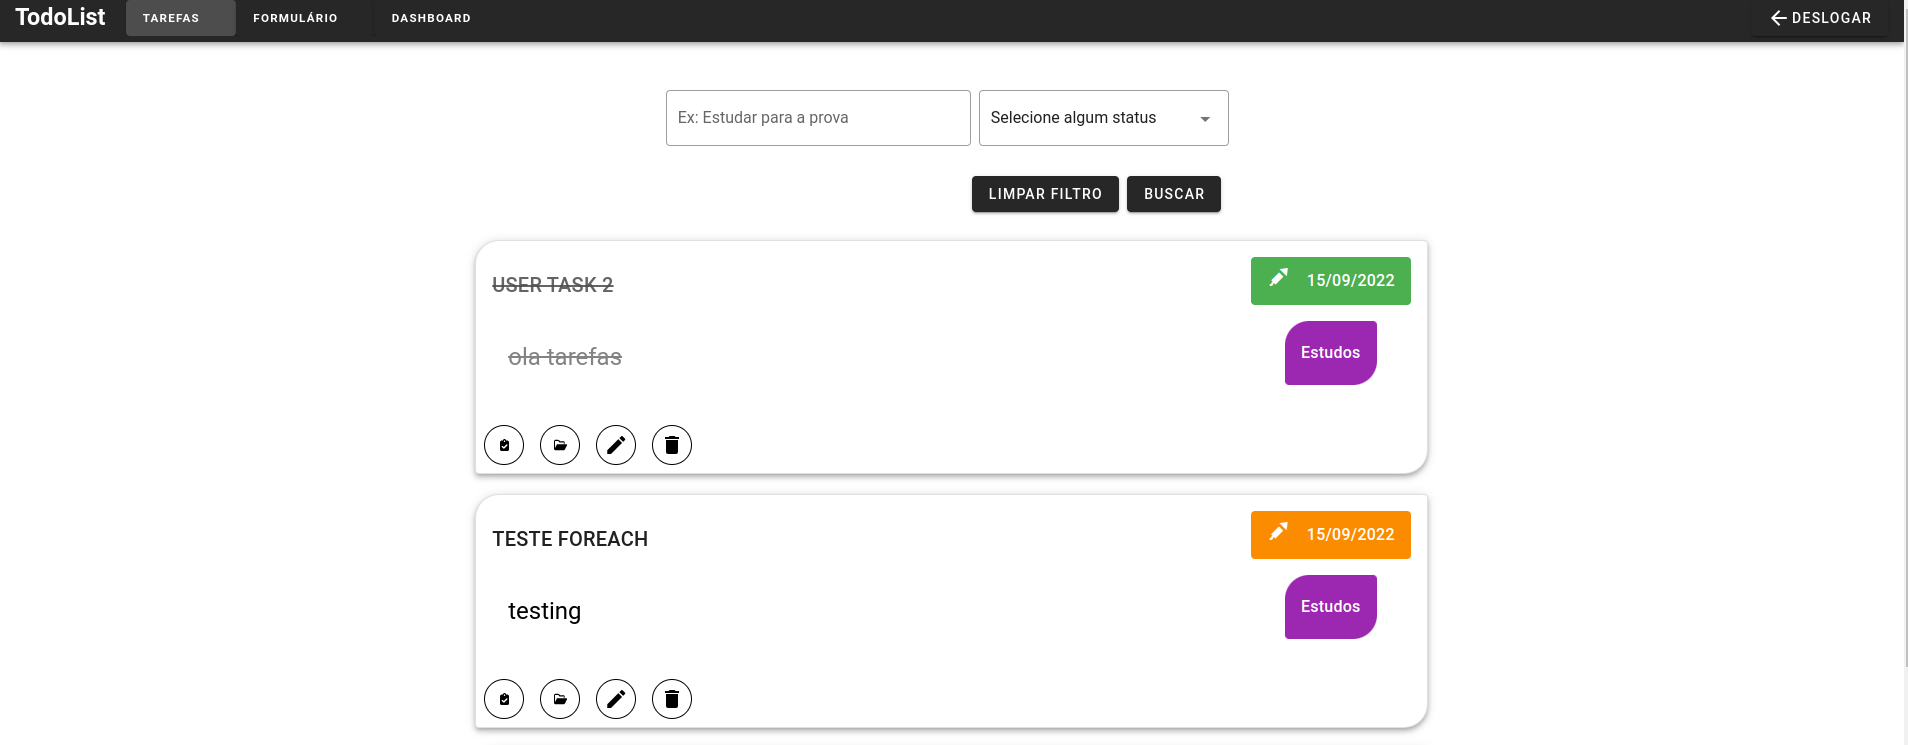 TodoList
TAREFAS
FORMULÁRIO
DASHBOARD
DESLOGAR
Ex: Estudar para a prova
Selecione algum status
LIMPAR FILTRO
BUSCAR
USER TASK 2
15/09/2022
ola tarefas
Estudos
TESTE FOREACH
15/09/2022
testing
Estudos